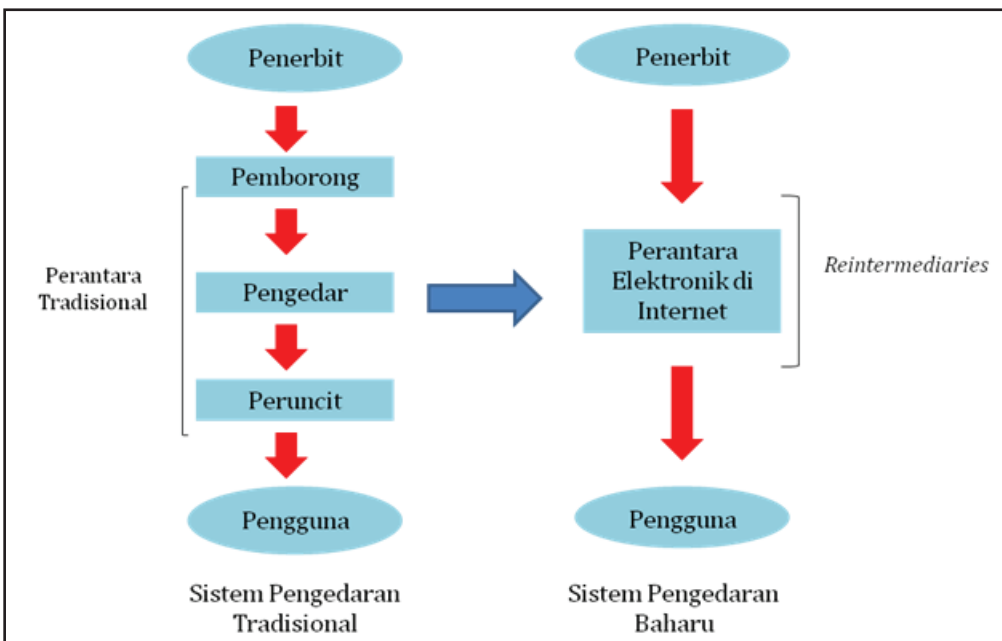 Penerbit
Pemborong
Perantara
Tradisional
Pengedar
Peruncit
Pengguna
Sistem Pengedaran
Tradisional
Penerbit
Perantara
Elektronik di
Internet
Reintermediaries
Pengguna
Sistem Pengedaran
Baharu